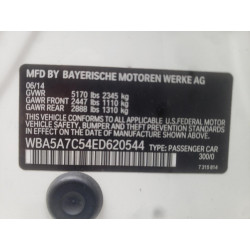 MFD BY BAYERISCHE MOTOREN WERKE AG
06/14
GVWR 5170 lbs 2345 kg
GAWR FRONT 2447 lbs 1110 kg
GAWR REAR 2888 lbs 1310 kg
THIS VEHICLE CONFORMS TO ALL APPLICABLE
U.S. FEDERAL MOTOR VEHICLE SAFETY,
BUMPER, AND THEFT PREVENTION STANDARDS
IN EFFECT ON THE DATE OF MANUFACTURE
SHOWN ABOVE.
WBA5A7C54ED620544 TYPE: PASSENGER CAR
300/0